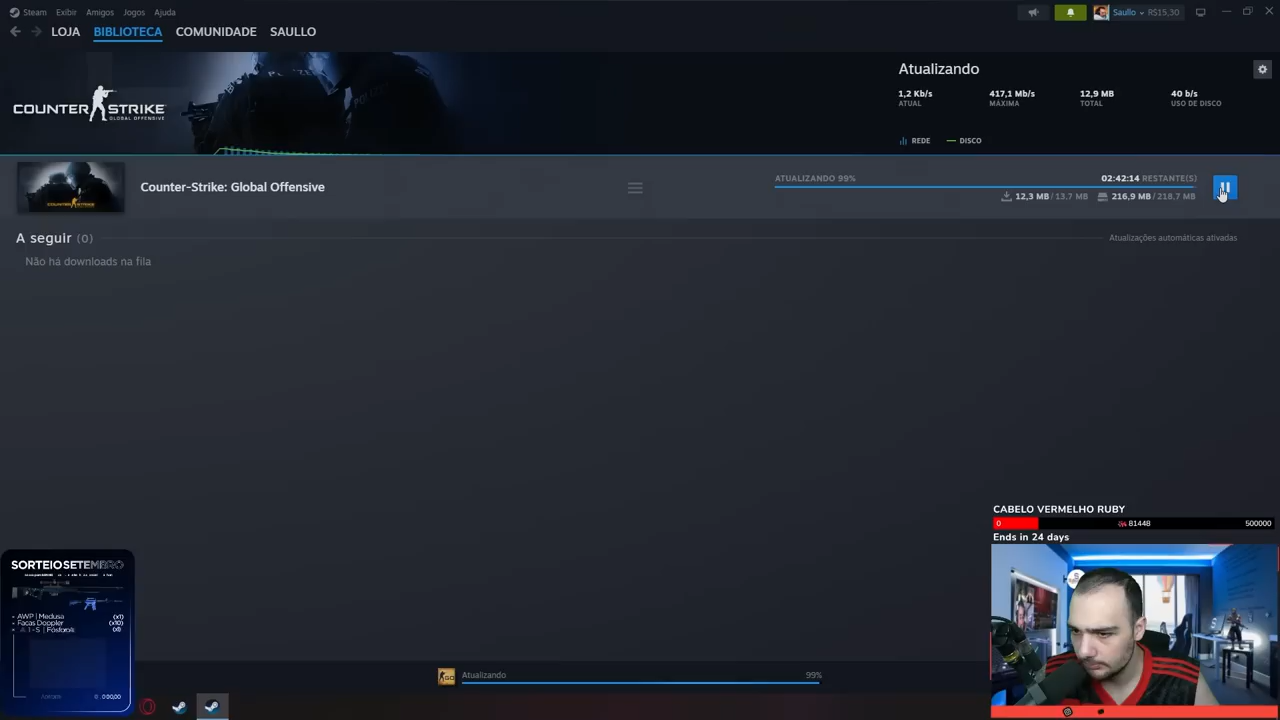 Steam Exibir Amigos Jogos Ajuda
Saullo R$15,30
LOJA BIBLIOTECA COMUNIDADE SAULLO
COUNTER STRIKE
GLOBAL OFFENSIVE
Atualizando
1,2 Kb/s 417,1 Mb/s 12,9 MB 40 b/s
ATUAL MÁXIMA TOTAL USO DE DISCO
REDE DISCO
Counter-Strike: Global Offensive
ATUALIZANDO 99% 02:42:14 RESTANTE(S)
12,3 MB / 13,7 MB 216,9 MB / 218,7 MB
A seguir (0)
Atualizações automáticas ativadas
Não há downloads na fila
CABELO VERMELHO RUBY
0 81448 500000
Ends in 24 days
SORTEIO SETEMBRO
AWP | Medusa (x1)
Facas Doppler (x10)
Atualizando 99%